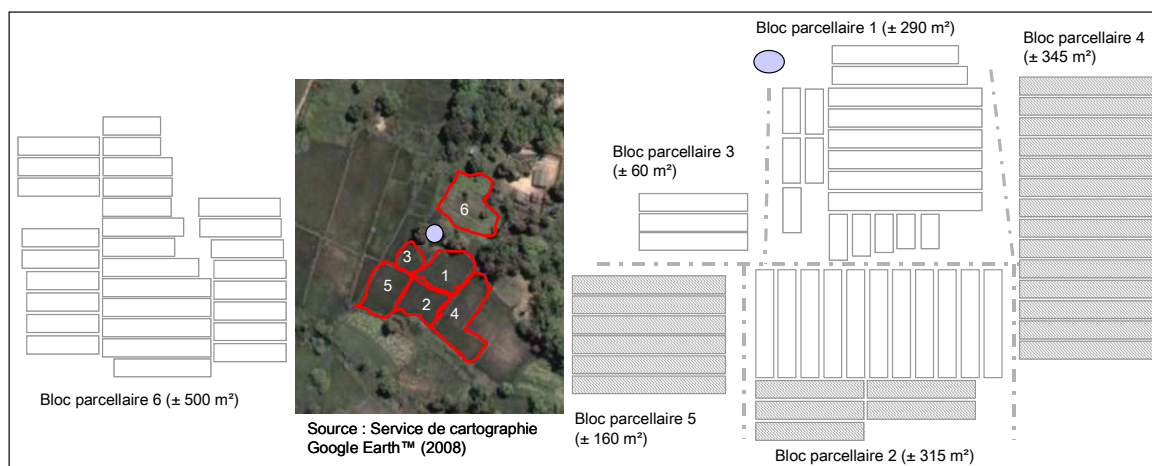 Bloc parcellaire 1 (± 290 m²)
Bloc parcellaire 4
(± 345 m²)
Bloc parcellaire 3
(± 60 m²)
6
3
1
5
2
4
Bloc parcellaire 6 (± 500 m²)
Source : Service de cartographie
Google Earth™ (2008)
Bloc parcellaire 5
(± 160 m²)
Bloc parcellaire 2 (± 315 m²)